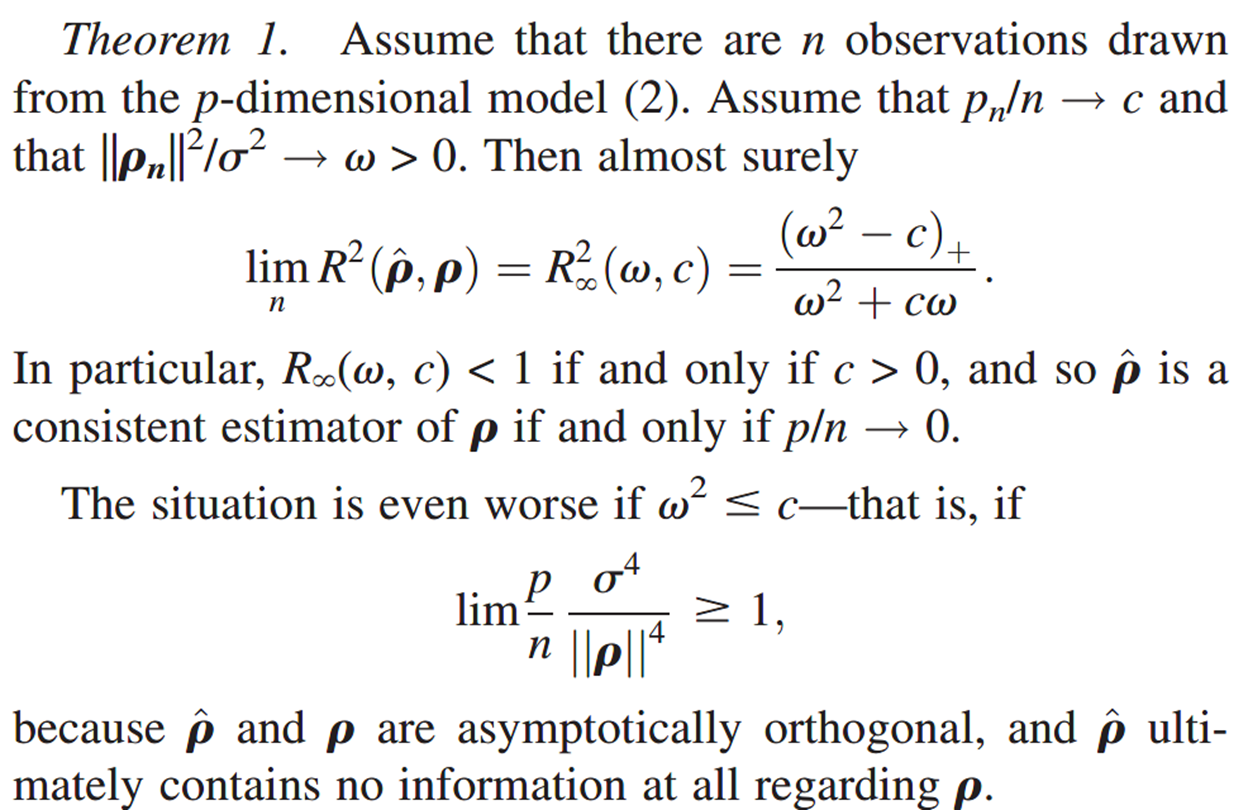 Theorem 1. Assume that there are n observations drawn
from the p-dimensional model (2). Assume that pₙ/n → c and
that ||ρₙ||²/σ² → ω > 0. Then almost surely
lim_n R²(ρ̂, ρ) = R²_∞(ω, c) = (ω² − c)₊ / (ω² + cω).
In particular, R_∞(ω, c) < 1 if and only if c > 0, and so ρ̂ is a
consistent estimator of ρ if and only if p/n → 0.
The situation is even worse if ω² ≤ c—that is, if
lim p/n σ⁴/||ρ||⁴ ≥ 1,
because ρ̂ and ρ are asymptotically orthogonal, and ρ̂ ulti-
mately contains no information at all regarding ρ.